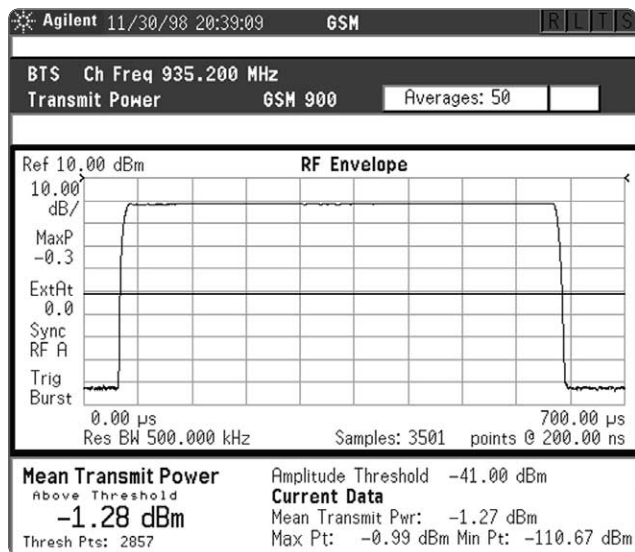 Agilent 11/30/98 20:39:09 GSM R L T S
BTS Ch Freq 935.200 MHz
Transmit Power GSM 900 Averages: 50
Ref 10.00 dBm RF Envelope
10.00
dB/
MaxP
-0.3
ExtAt
0.0
Sync
RF A
Trig
Burst
0.00 µs 700.00 µs
Res BW 500.000 kHz Samples: 3501 points @ 200.00 ns
Mean Transmit Power
Above Threshold
-1.28 dBm
Thresh Pts: 2857
Amplitude Threshold -41.00 dBm
Current Data
Mean Transmit Pwr: -1.27 dBm
Max Pt: -0.99 dBm Min Pt: -110.67 dBm